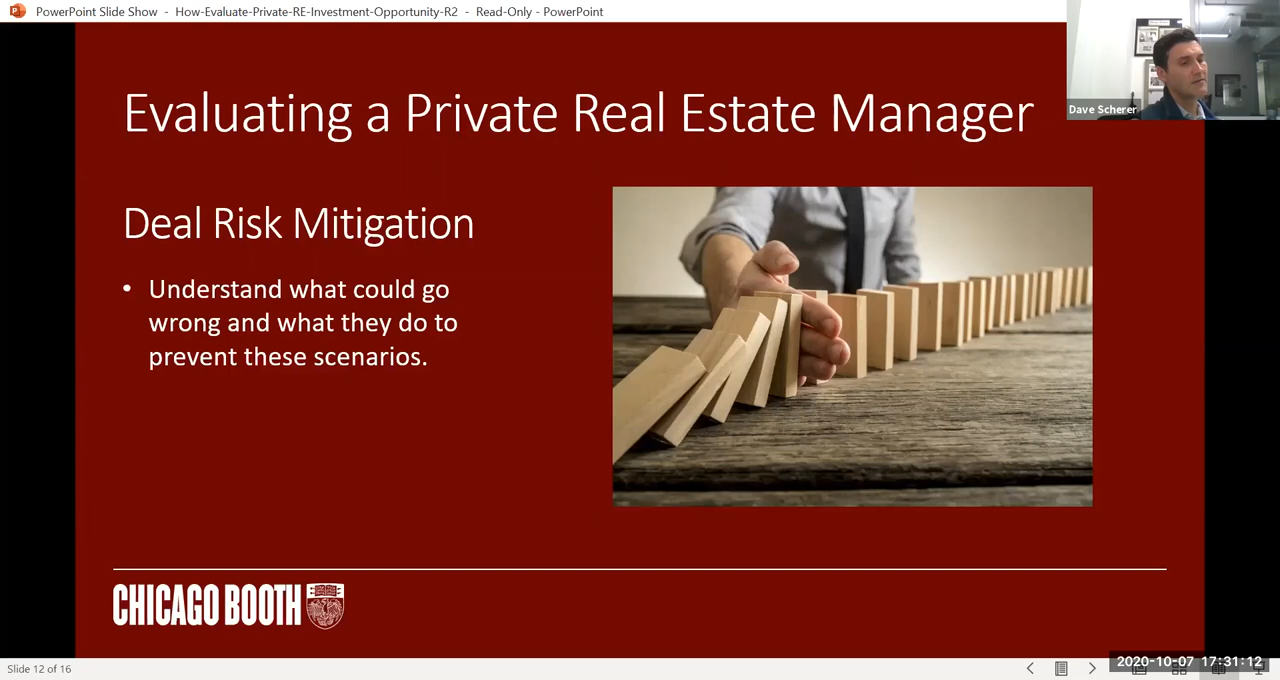 PowerPoint Slide Show - How-Evaluate-Private-RE-Investment-Opportunity-R2 - Read-Only - PowerPoint
Dave Scherer
Evaluating a Private Real Estate Manager
Deal Risk Mitigation
• Understand what could go
wrong and what they do to
prevent these scenarios.
CHICAGO BOOTH
Slide 12 of 16
2020-10-07 17:31:12